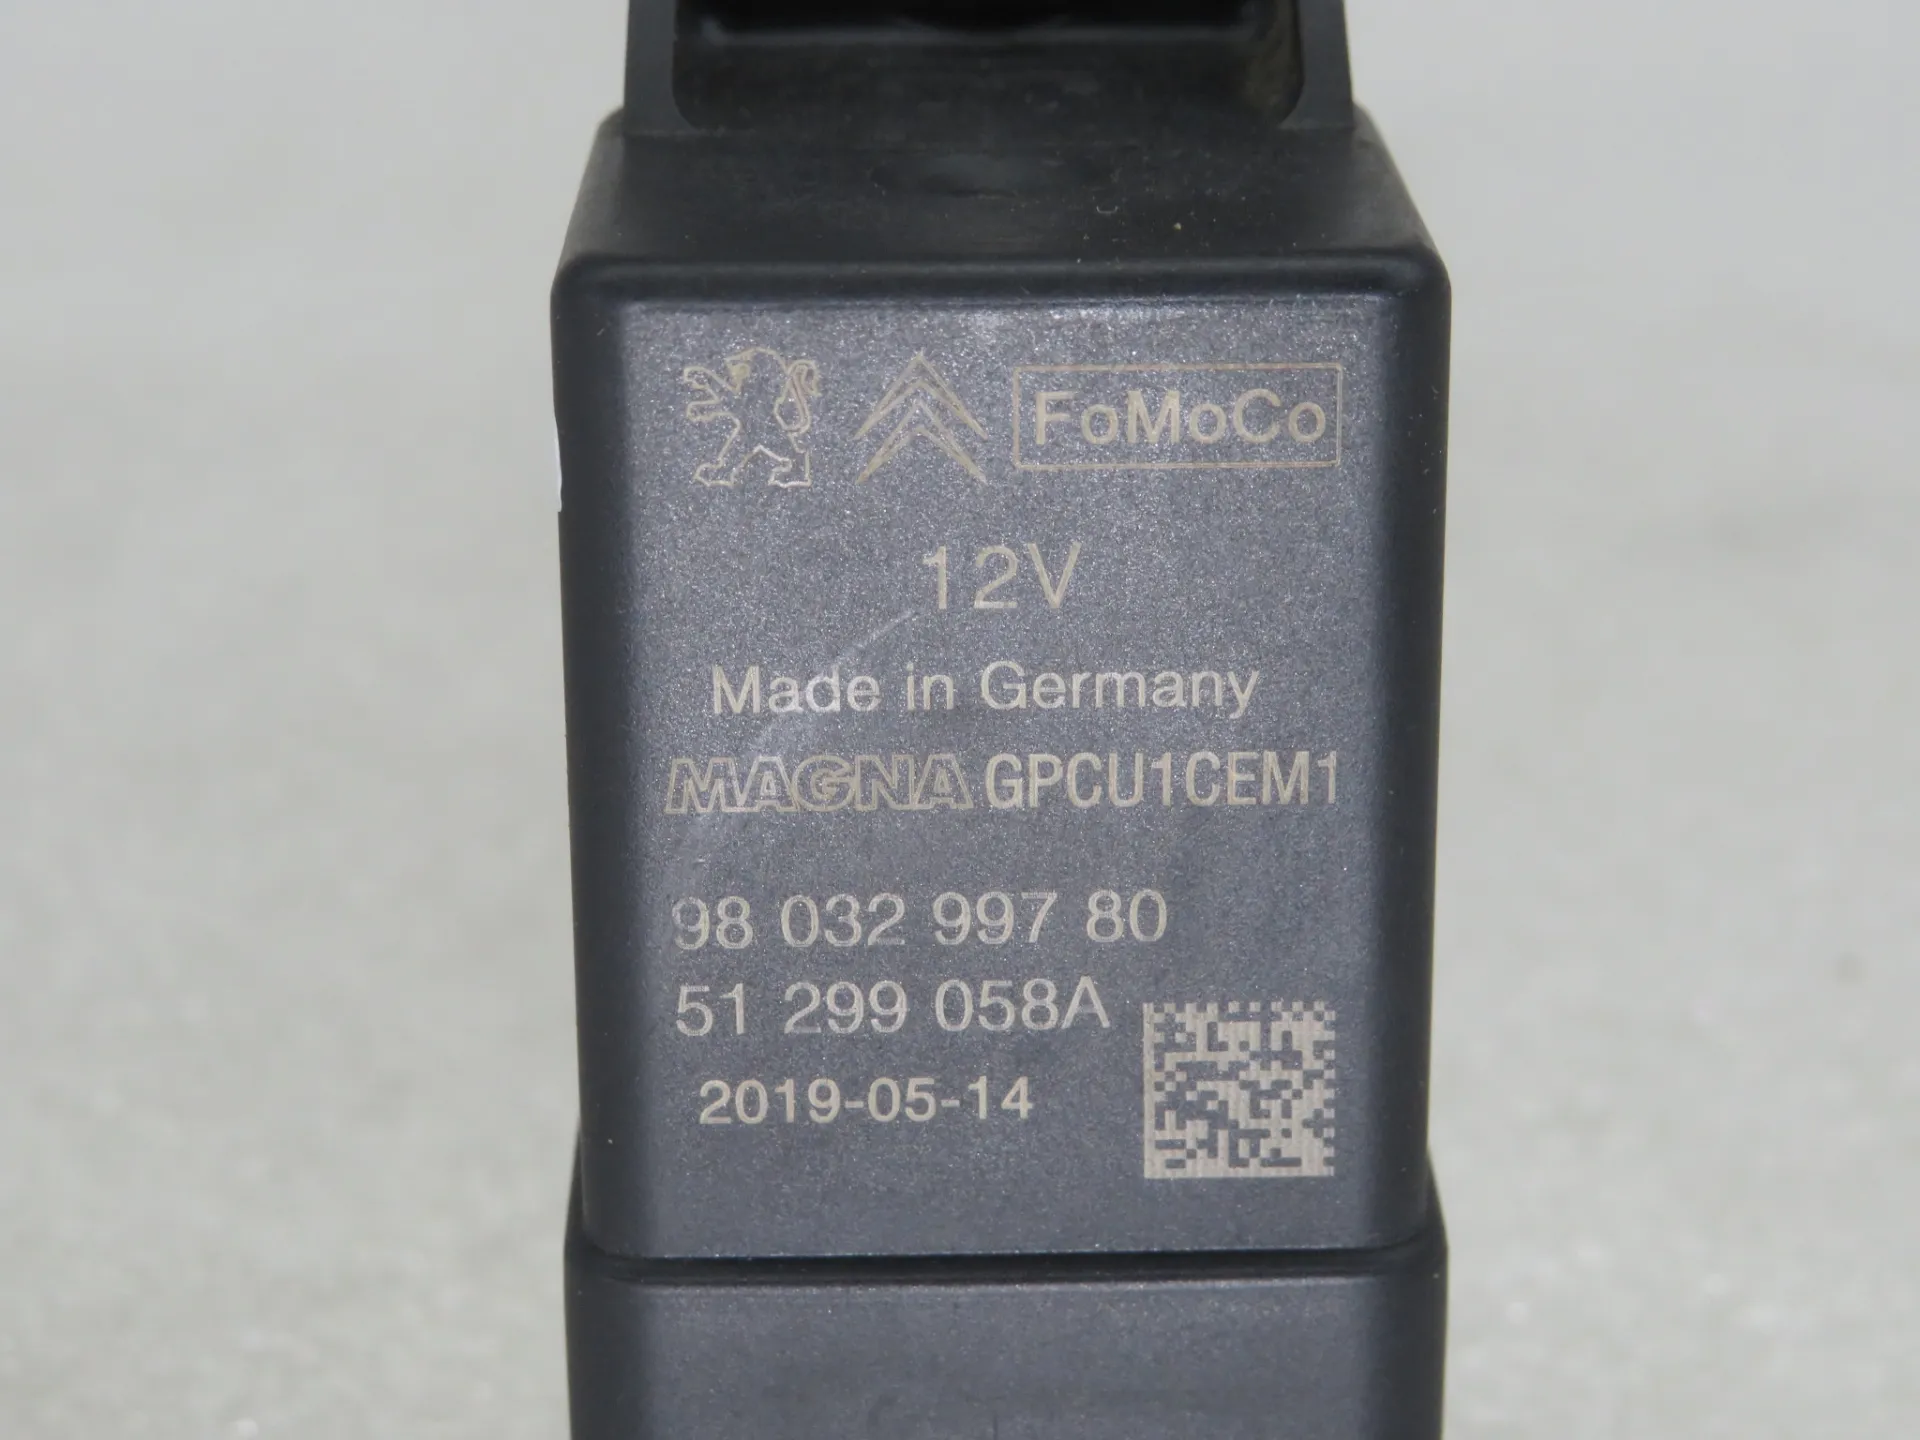 FoMoCo
12V
Made in Germany
MAGNA GPCU1CEM1
98 032 997 80
51 299 058A
2019-05-14